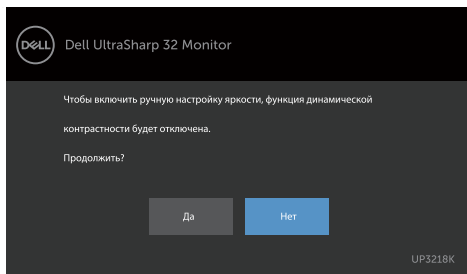 DELL
Dell UltraSharp 32 Monitor
Чтобы включить ручную настройку яркости, функция динамической
контрастности будет отключена.
Продолжить?
Да
Нет
UP3218K